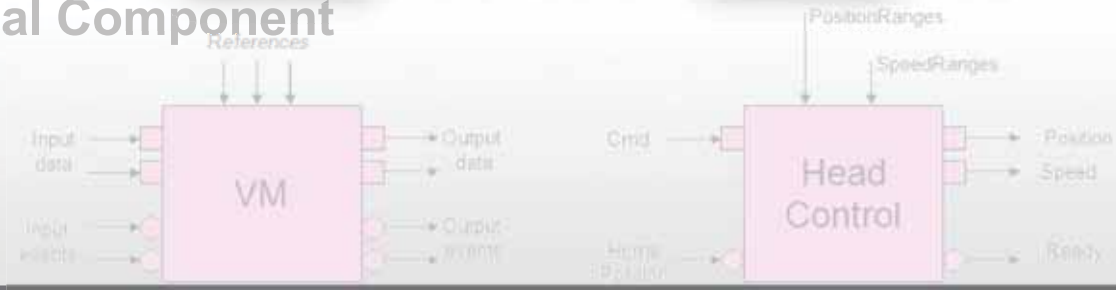 al Component
References
Input
data
VM
Output
data
Input
events
Output
events
PositionRanges
SpeedRanges
Cmd
Head
Control
Position
Speed
Home
Position
Ready